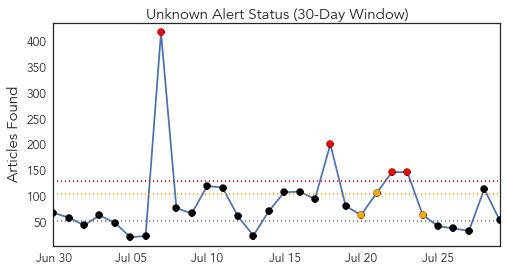 Unknown Alert Status (30-Day Window)
Articles Found
400
350
300
250
200
150
100
50
Jun 30
Jul 05
Jul 10
Jul 15
Jul 20
Jul 25